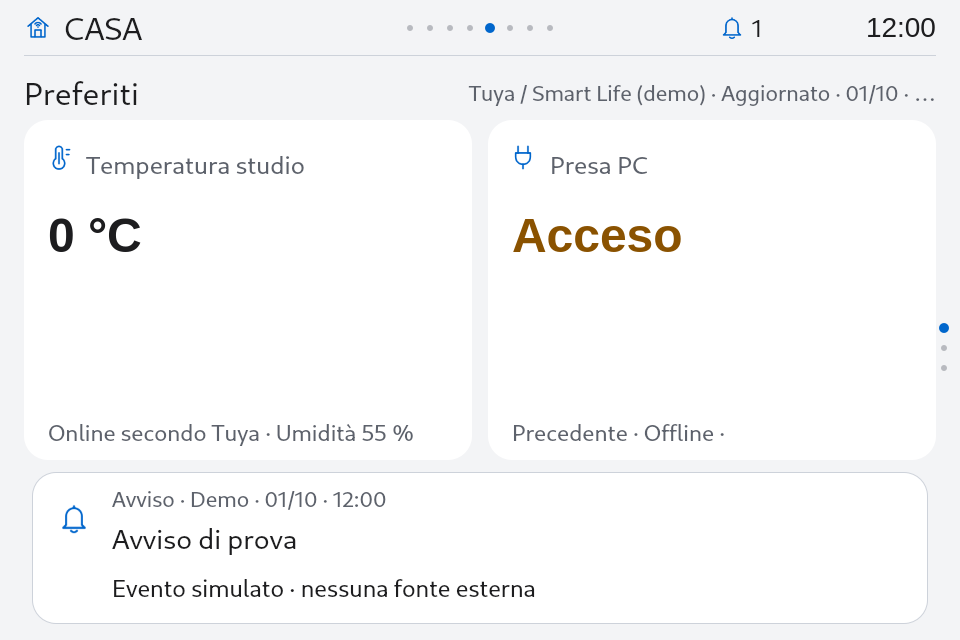 CASA
1
12:00
Preferiti
Tuya / Smart Life (demo) · Aggiornato · 01/10 · ...
Temperatura studio
0 °C
Online secondo Tuya · Umidità 55 %
Presa PC
Acceso
Precedente · Offline ·
Avviso · Demo · 01/10 · 12:00
Avviso di prova
Evento simulato · nessuna fonte esterna